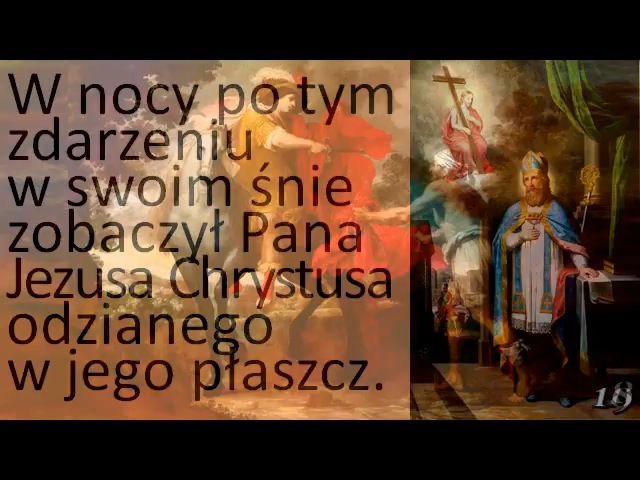 W nocy po tym
zdarzeniu
w swoim śnie
zobaczył Pana
Jezusa Chrystusa
odzianego
w jego płaszcz.